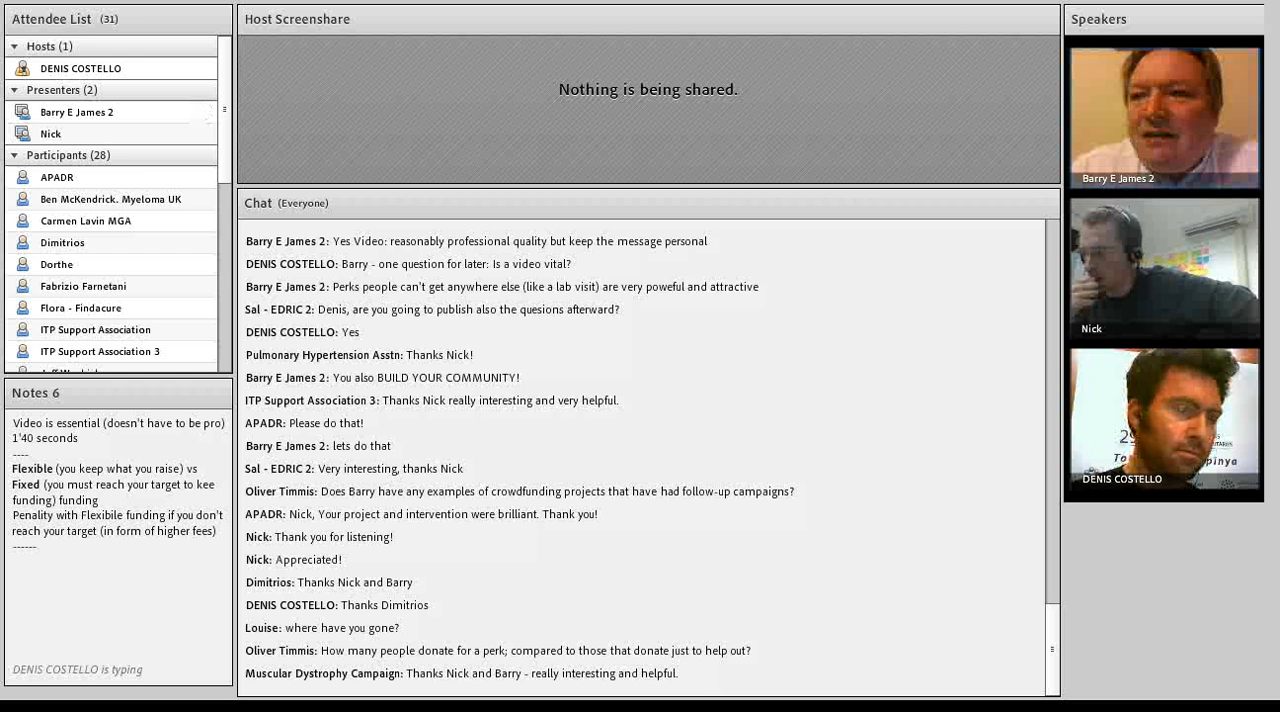 Attendee List (31)
Hosts (1)
DENIS COSTELLO
Presenters (2)
Barry E James 2
Nick
Participants (28)
APADR
Ben McKendrick. Myeloma UK
Carmen Lavin MGA
Dimitrios
Dorthe
Fabrizio Farnetani
Flora - Findacure
ITP Support Association
ITP Support Association 3
Notes 6
Video is essential (doesn't have to be pro)
1'40 seconds
----
Flexible (you keep what you raise) vs
Fixed (you must reach your target to kee
funding) funding
Penality with Flexibile funding if you don't
reach your target (in form of higher fees)
------
DENIS COSTELLO is typing
Host Screenshare
Nothing is being shared.
Chat (Everyone)
Barry E James 2: Yes Video: reasonably professional quality but keep the message personal
DENIS COSTELLO: Barry - one question for later: Is a video vital?
Barry E James 2: Perks people can't get anywhere else (like a lab visit) are very poweful and attractive
Sal - EDRIC 2: Denis, are you going to publish also the quesions afterward?
DENIS COSTELLO: Yes
Pulmonary Hypertension Asstn: Thanks Nick!
Barry E James 2: You also BUILD YOUR COMMUNITY!
ITP Support Association 3: Thanks Nick really interesting and very helpful.
APADR: Please do that!
Barry E James 2: lets do that
Sal - EDRIC 2: Very interesting, thanks Nick
Oliver Timmis: Does Barry have any examples of crowdfunding projects that have had follow-up campaigns?
APADR: Nick, Your project and intervention were brilliant. Thank you!
Nick: Thank you for listening!
Nick: Appreciated!
Dimitrios: Thanks Nick and Barry
DENIS COSTELLO: Thanks Dimitrios
Louise: where have you gone?
Oliver Timmis: How many people donate for a perk; compared to those that donate just to help out?
Muscular Dystrophy Campaign: Thanks Nick and Barry - really interesting and helpful.
Speakers
Barry E James 2
Nick
29
To
pinya
DENIS COSTELLO